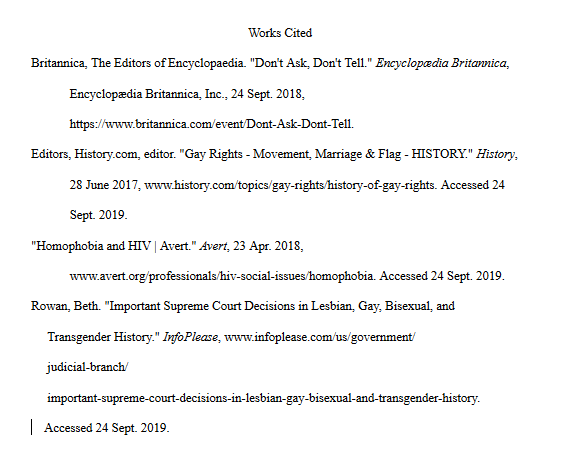 Works Cited
Britannica, The Editors of Encyclopaedia. "Don't Ask, Don't Tell." Encyclopædia Britannica,
Encyclopædia Britannica, Inc., 24 Sept. 2018,
https://www.britannica.com/event/Dont-Ask-Dont-Tell.
Editors, History.com, editor. "Gay Rights - Movement, Marriage & Flag - HISTORY." History,
28 June 2017, www.history.com/topics/gay-rights/history-of-gay-rights. Accessed 24
Sept. 2019.
"Homophobia and HIV | Avert." Avert, 23 Apr. 2018,
www.avert.org/professionals/hiv-social-issues/homophobia. Accessed 24 Sept. 2019.
Rowan, Beth. "Important Supreme Court Decisions in Lesbian, Gay, Bisexual, and
Transgender History." InfoPlease, www.infoplease.com/us/government/
judicial-branch/
important-supreme-court-decisions-in-lesbian-gay-bisexual-and-transgender-history.
Accessed 24 Sept. 2019.